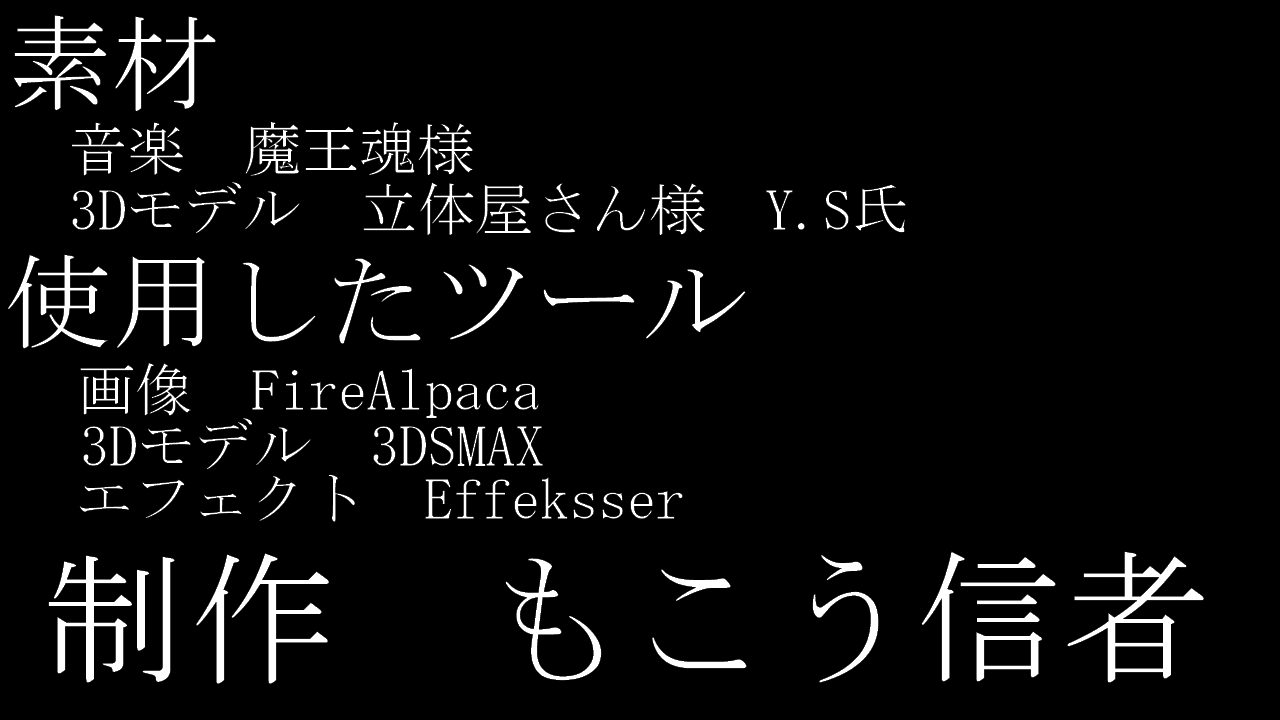 素材
音楽　魔王魂様
3Dモデル　立体屋さん様　Y.S氏
使用したツール
画像　FireAlpaca
3Dモデル　3DSMAX
エフェクト　Effeksser
制作　もこう信者